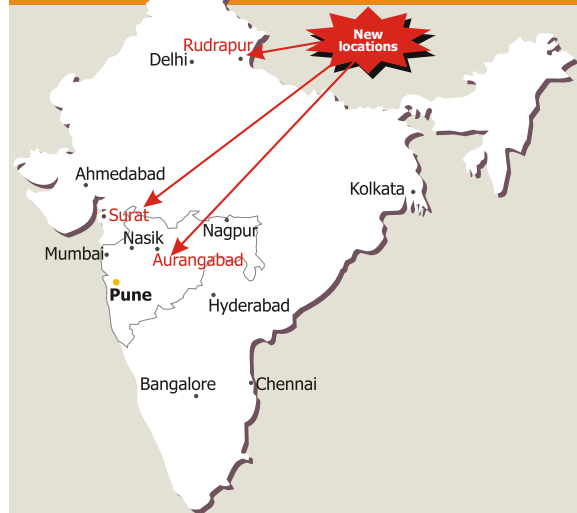 New
locations
Rudrapur
Delhi
Ahmedabad
Kolkata
Surat
Nagpur
Nasik
Mumbai
Aurangabad
Pune
Hyderabad
Bangalore
Chennai